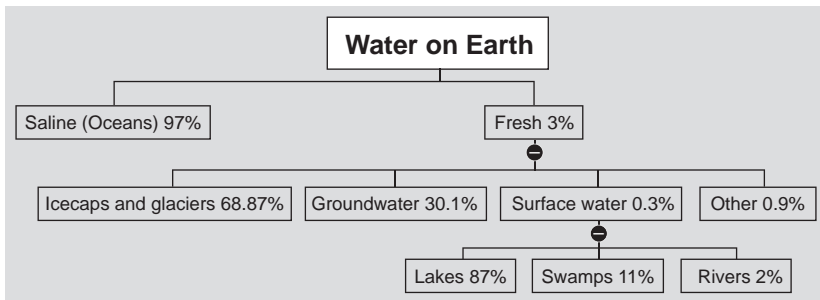 Water on Earth
Saline (Oceans) 97%
Fresh 3%
Icecaps and glaciers 68.87%
Groundwater 30.1%
Surface water 0.3%
Other 0.9%
Lakes 87%
Swamps 11%
Rivers 2%